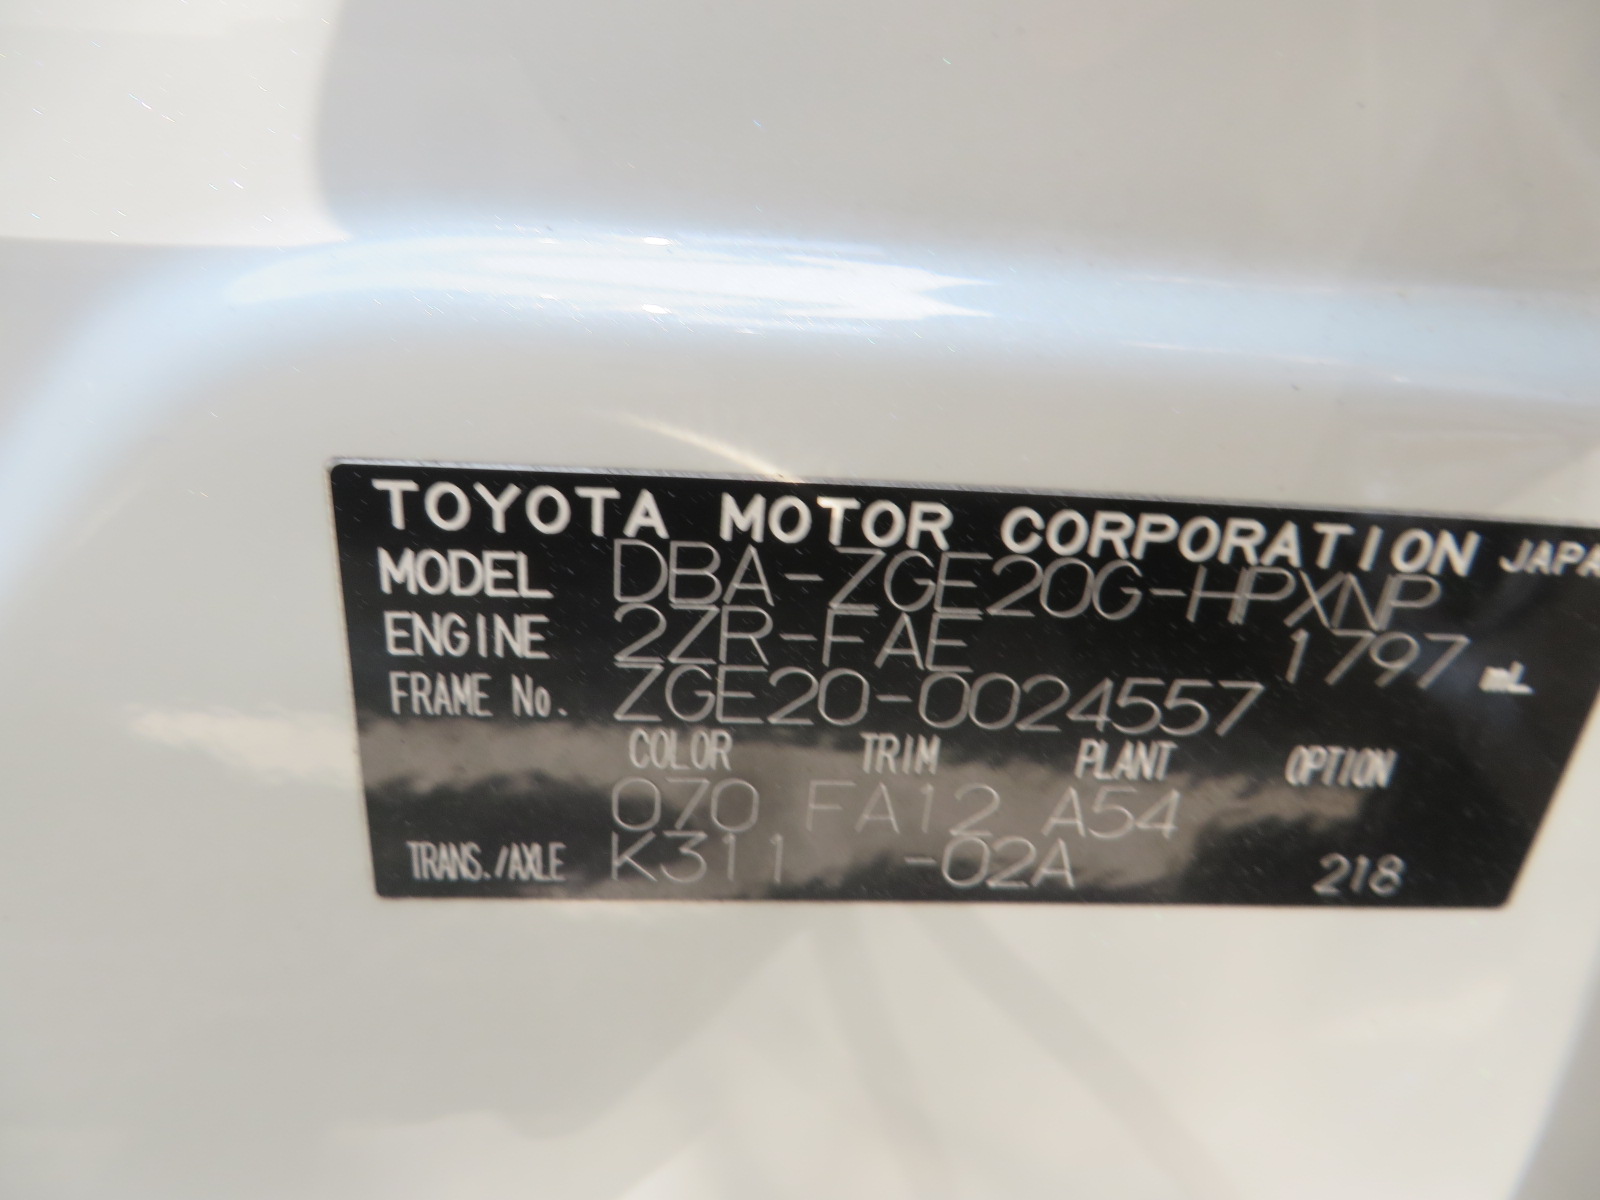 TOYOTA MOTOR CORPORATION JAPA
MODEL DBA-ZGE20G-HPXNP
ENGINE 2ZR-FAE 1797 mL
FRAME No. ZGE20-0024557
COLOR TRIM PLANT OPTION
070 FA12 A54
TRANS./AXLE K311 -02A 218